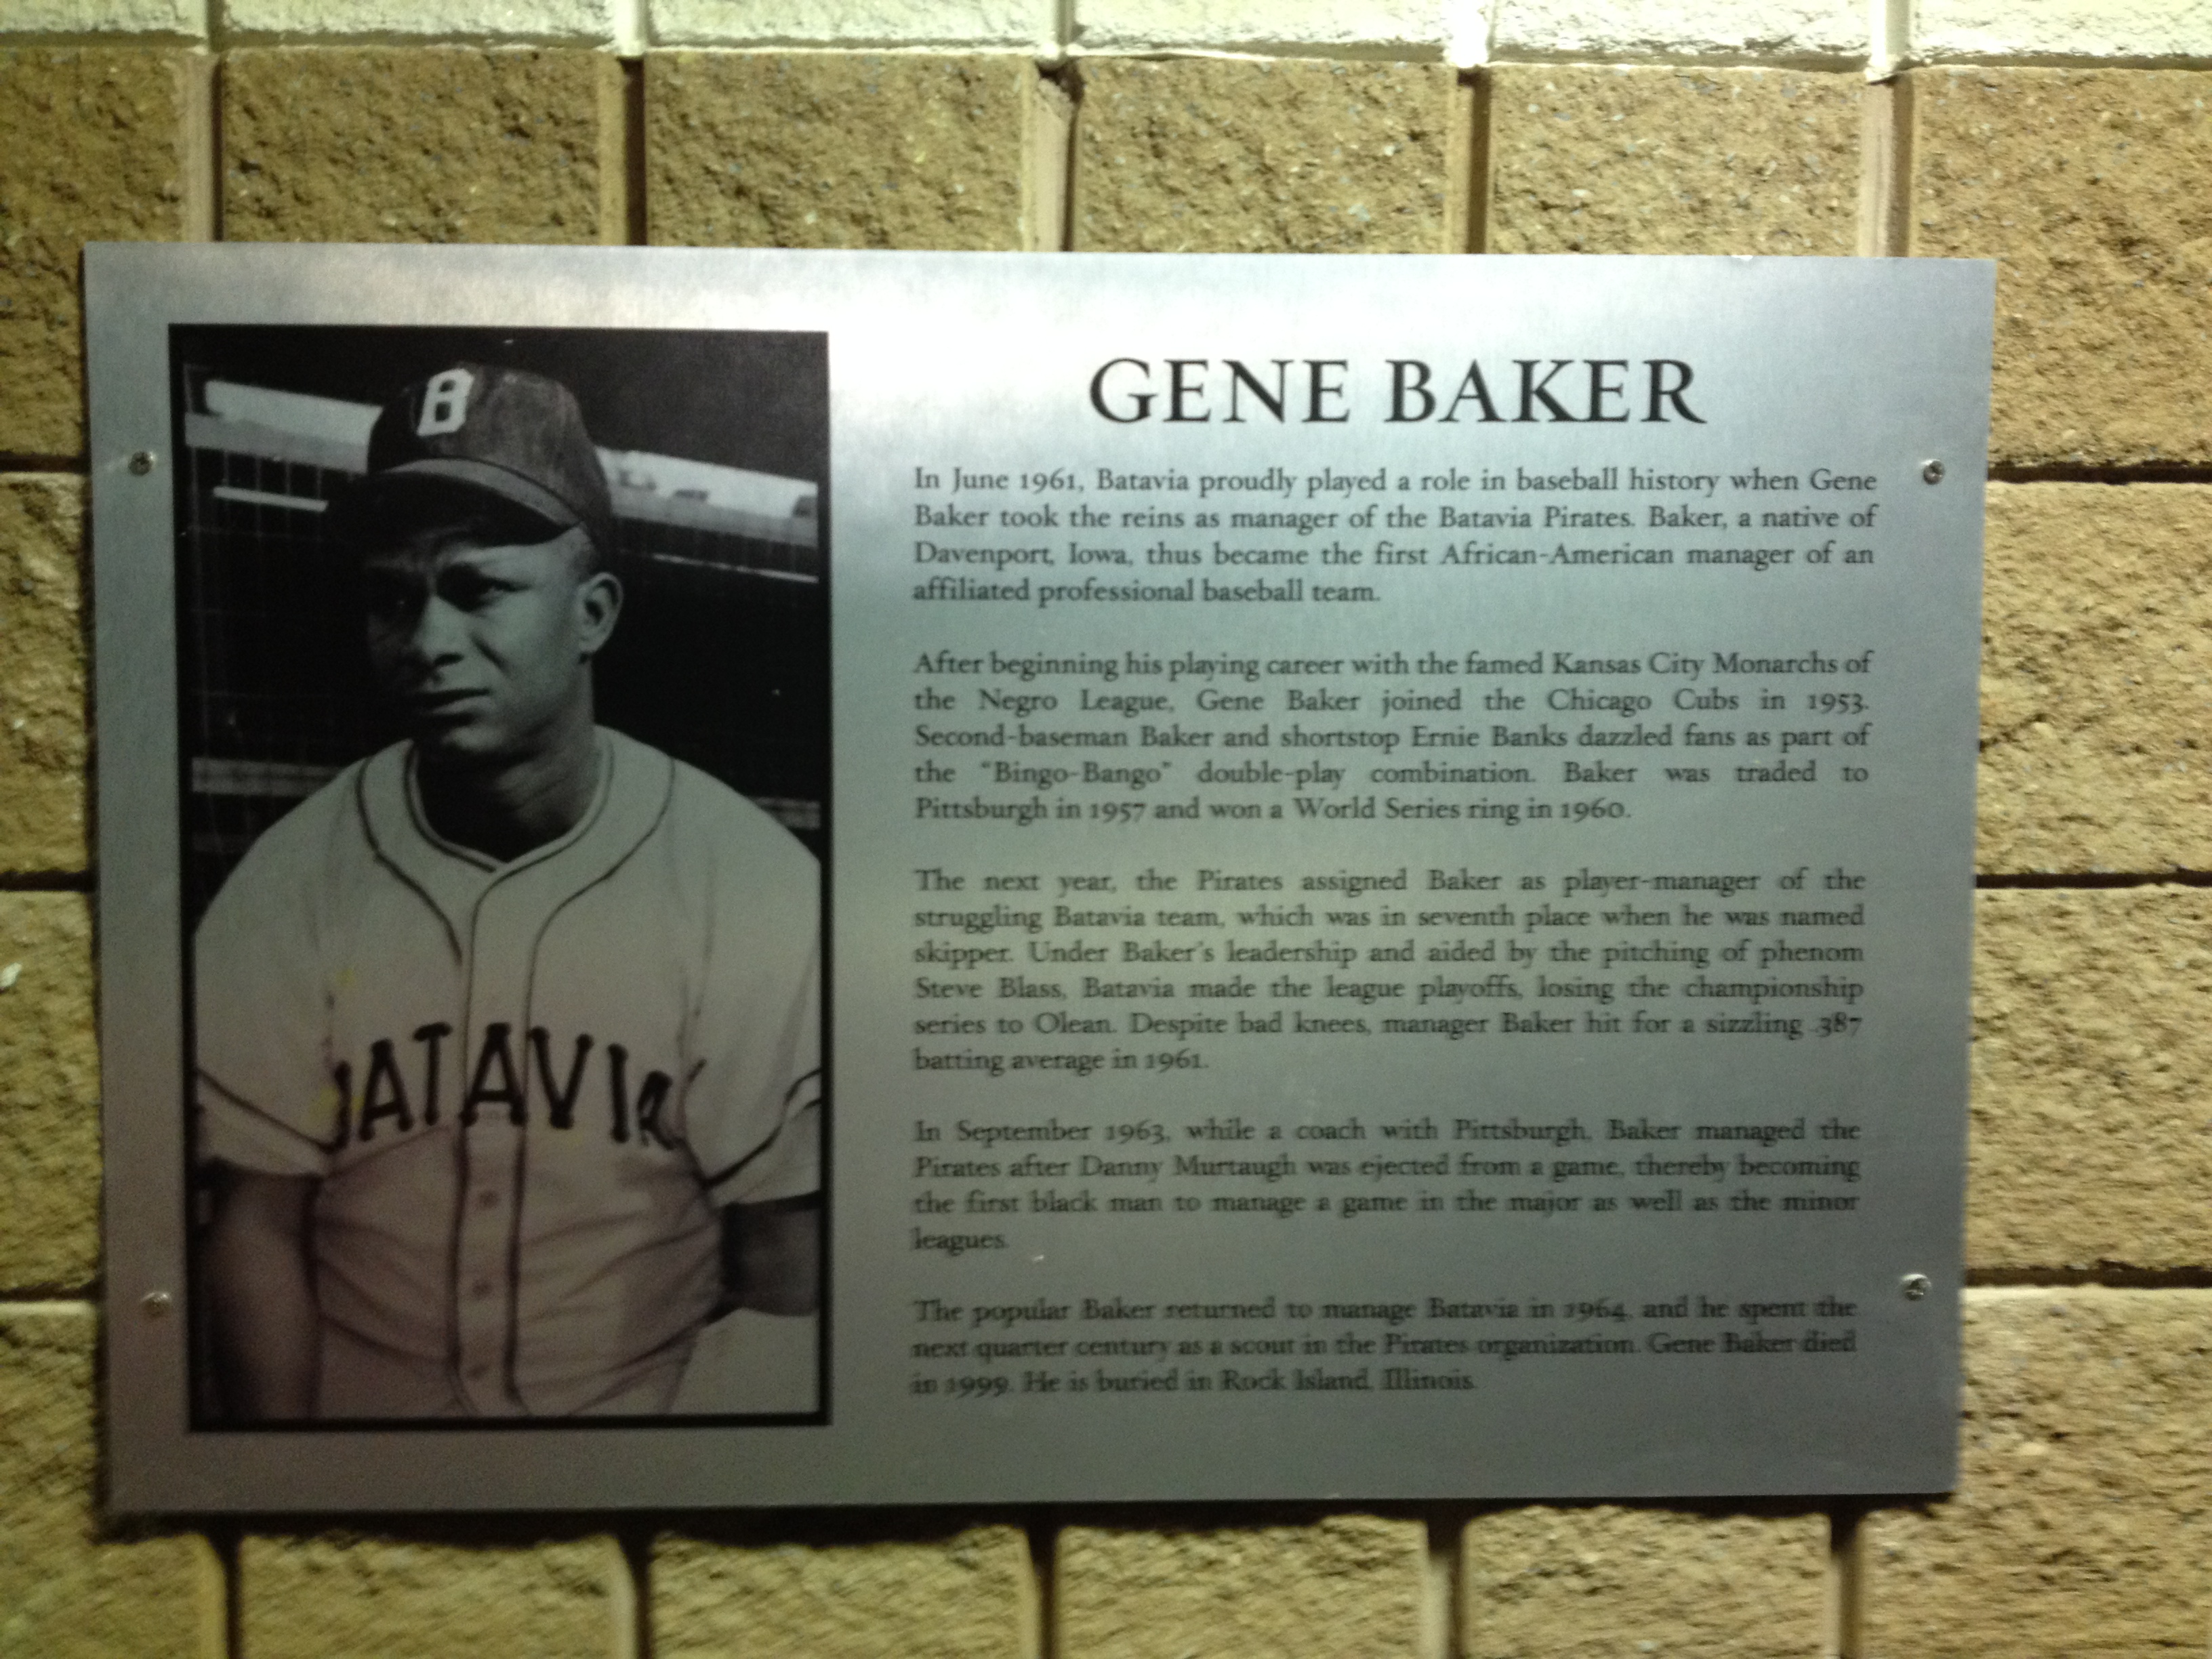 B
BATAVIA
GENE BAKER
In June 1961, Batavia proudly played a role in baseball history when Gene
Baker took the reins as manager of the Batavia Pirates. Baker, a native of
Davenport, Iowa, thus became the first African-American manager of an
affiliated professional baseball team.
After beginning his playing career with the famed Kansas City Monarchs of
the Negro League, Gene Baker joined the Chicago Cubs in 1953.
Second-baseman Baker and shortstop Ernie Banks dazzled fans as part of
the "Bingo-Bango" double-play combination. Baker was traded to
Pittsburgh in 1957 and won a World Series ring in 1960.
The next year, the Pirates assigned Baker as player-manager of the
struggling Batavia team, which was in seventh place when he was named
skipper. Under Baker's leadership and aided by the pitching of phenom
Steve Blass, Batavia made the league playoffs, losing the championship
series to Olean. Despite bad knees, manager Baker hit for a sizzling .387
batting average in 1961.
In September 1963, while a coach with Pittsburgh, Baker managed the
Pirates after Danny Murtaugh was ejected from a game, thereby becoming
the first black man to manage a game in the major as well as the minor
leagues.
The popular Baker returned to manage Batavia in 1964, and he spent the
next quarter century as a scout in the Pirates organization. Gene Baker died
in 1999. He is buried in Rock Island, Illinois.